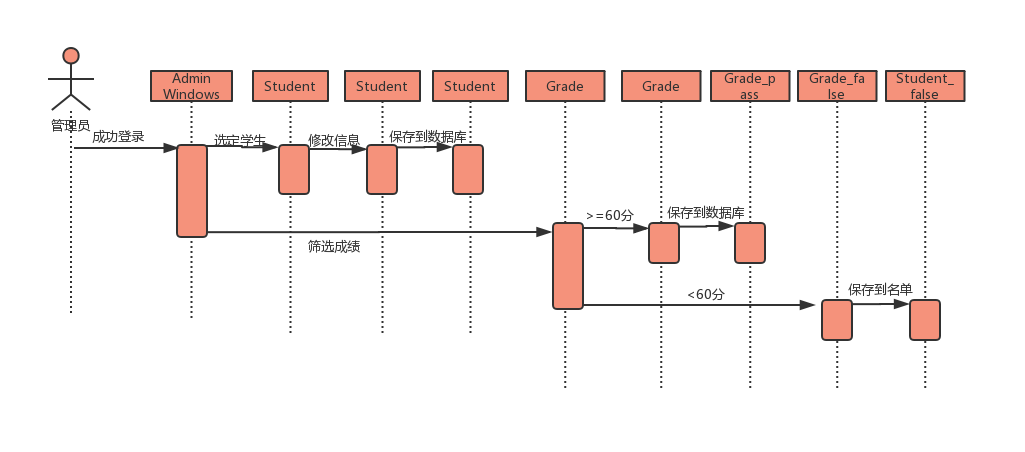 管理员
Admin
Windows
Student
Student
Student
Grade
Grade
Grade_p
ass
Grade_fa
lse
Student_
false
成功登录
选定学生
修改信息
保存到数据库
筛选成绩
>=60分
保存到数据库
<60分
保存到名单